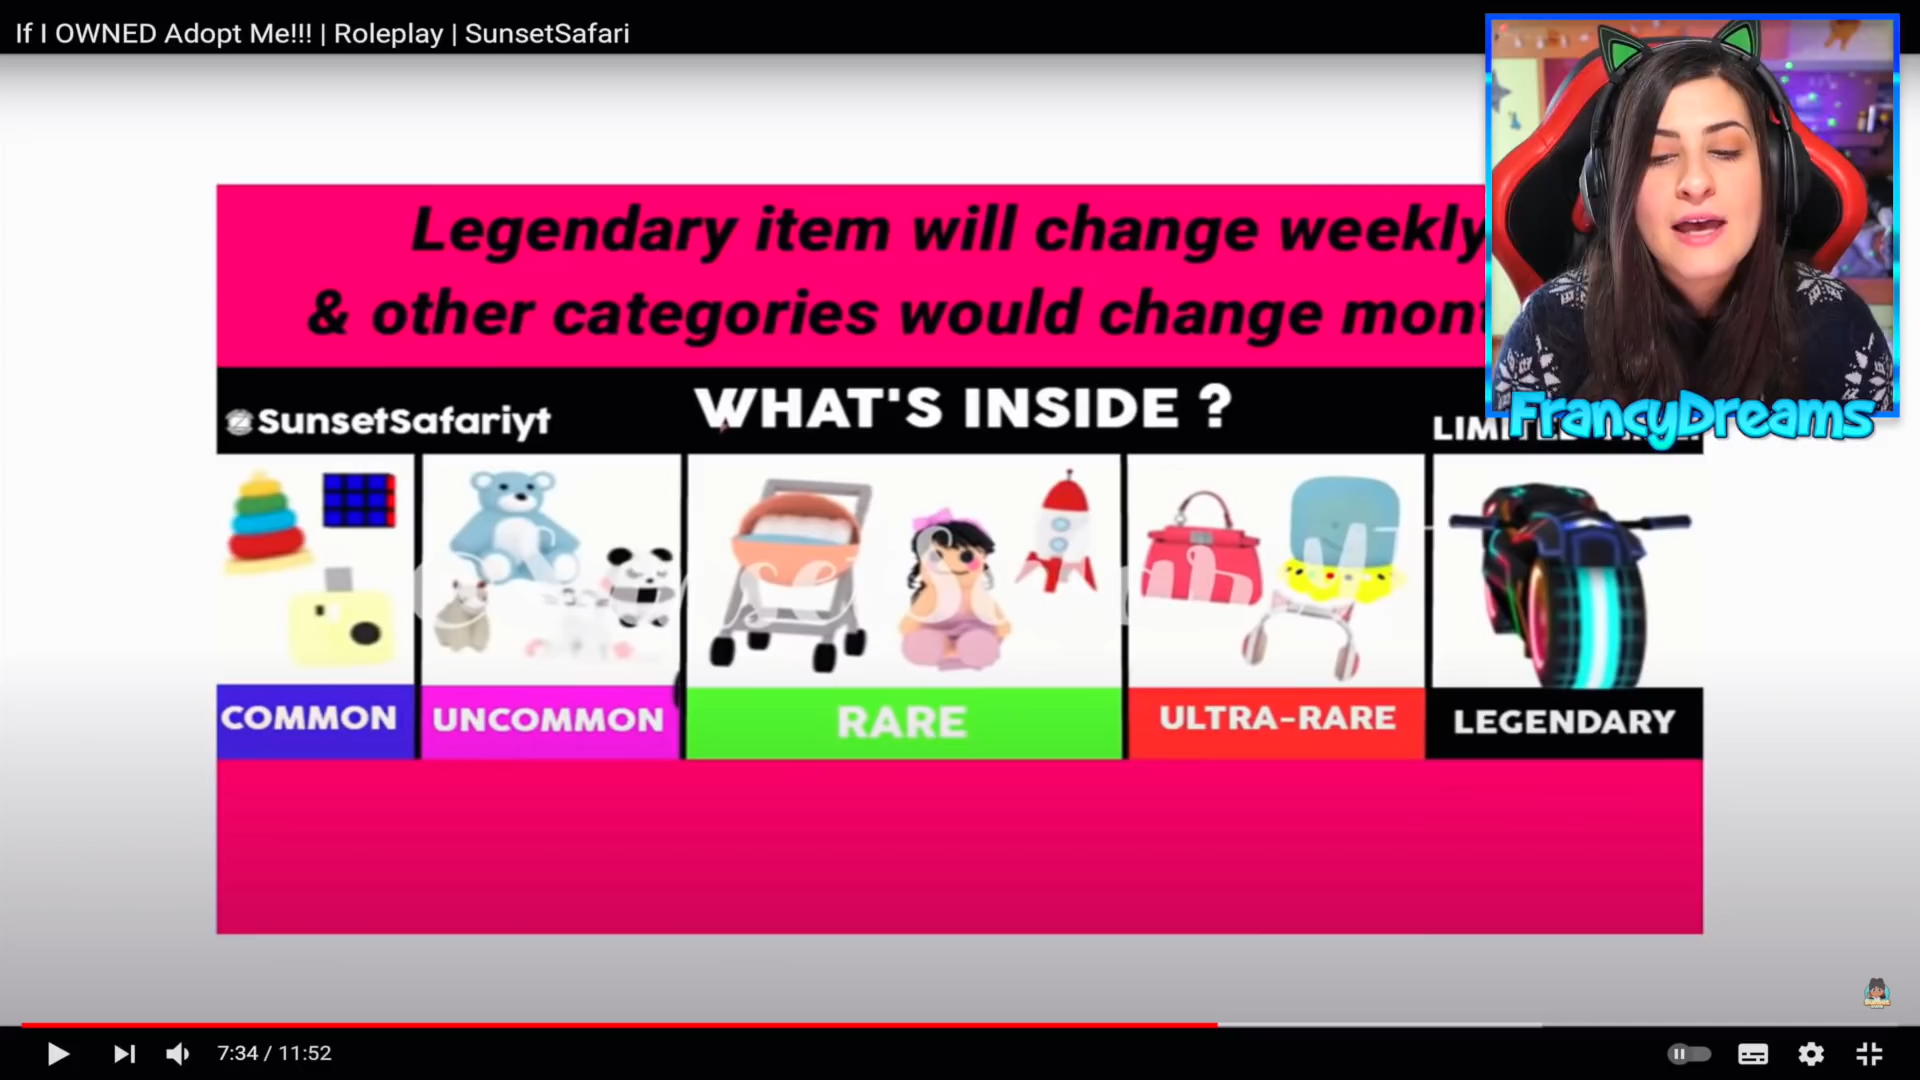 If I OWNED Adopt Me!!! | Roleplay | SunsetSafari
Legendary item will change weekly
& other categories would change
WHAT'S INSIDE ?
SunsetSafariyt
FrancyDreams
COMMON
UNCOMMON
RARE
ULTRA-RARE
LEGENDARY
7:34 / 11:52